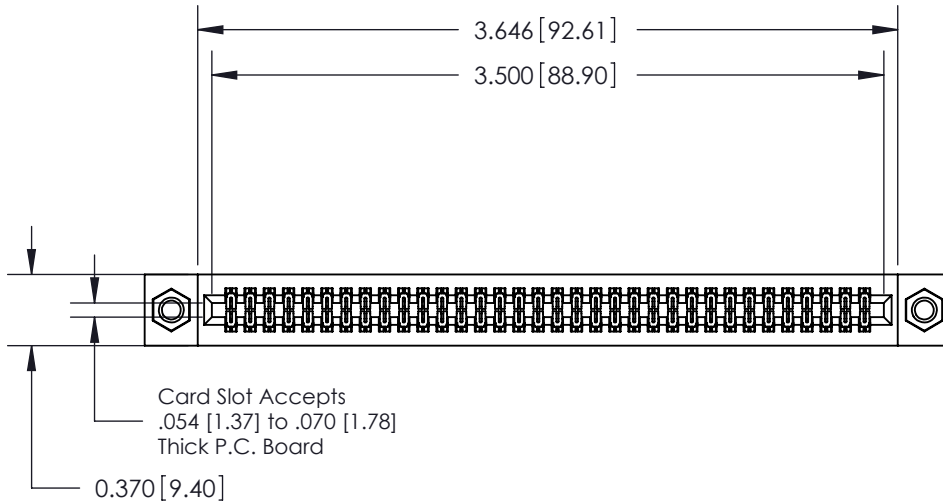 3.646 [92.61]
3.500 [88.90]
Card Slot Accepts
.054 [1.37] to .070 [1.78]
Thick P.C. Board
0.370 [9.40]